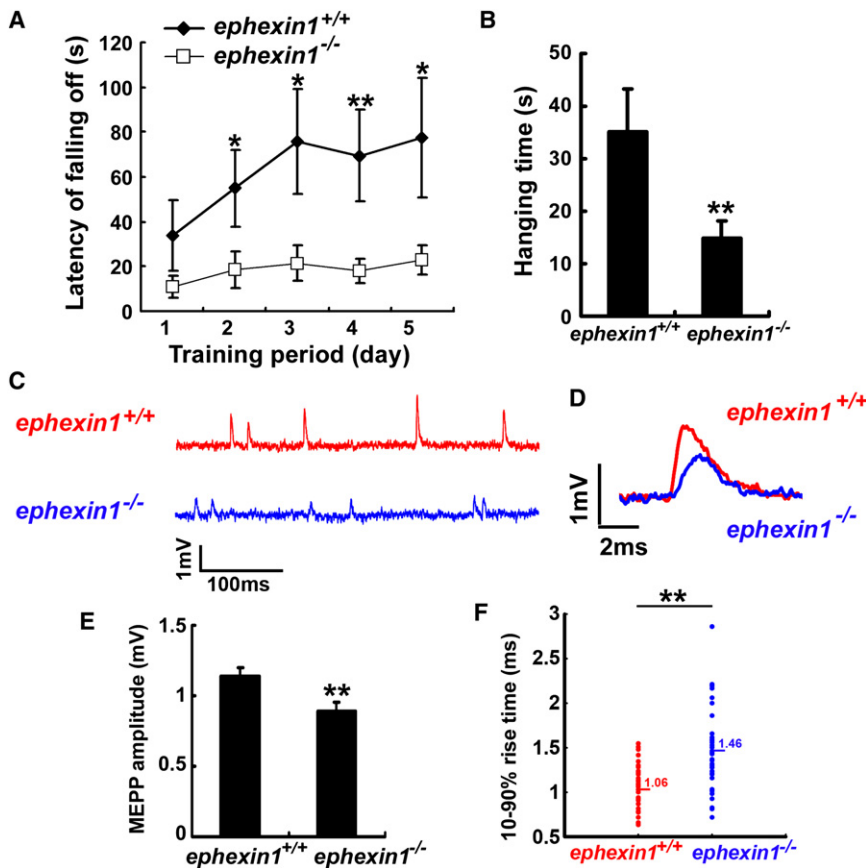 A
ephexin1+/+
ephexin1-/-
Latency of falling off (s)
120
100
80
60
40
20
0
*
*
**
*
1 2 3 4 5
Training period (day)
B
Hanging time (s)
50
40
30
20
10
0
**
ephexin1+/+ ephexin1-/-
C
ephexin1+/+
ephexin1-/-
1mV
100ms
D
ephexin1+/+
ephexin1-/-
1mV
2ms
E
MEPP amplitude (mV)
1.5
1
0.5
0
**
ephexin1+/+ ephexin1-/-
F
10-90% rise time (ms)
3
2.5
2
1.5
1
0.5
**
1.06
1.46
ephexin1+/+ ephexin1-/-